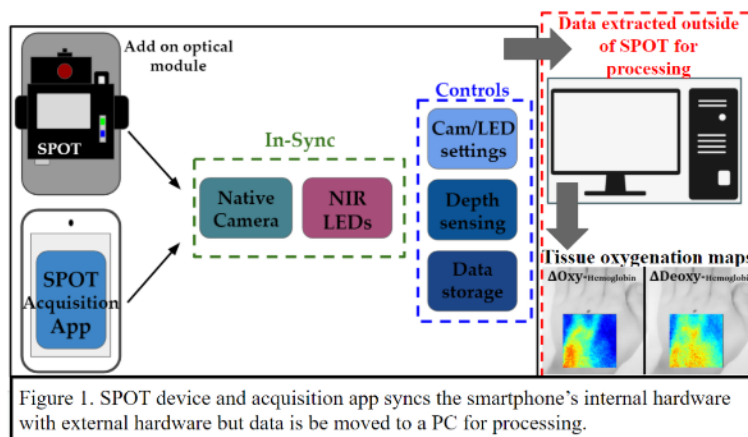 Add on optical
module
SPOT
SPOT
Acquisition
App
In-Sync
Native
Camera
NIR
LEDs
Controls
Cam/LED
settings
Depth
sensing
Data
storage
Data extracted outside
of SPOT for
processing
Tissue oxygenation maps
ΔOxy-Hemoglobin
ΔDeoxy-Hemoglobin
Figure 1. SPOT device and acquisition app syncs the smartphone's internal hardware
with external hardware but data is be moved to a PC for processing.